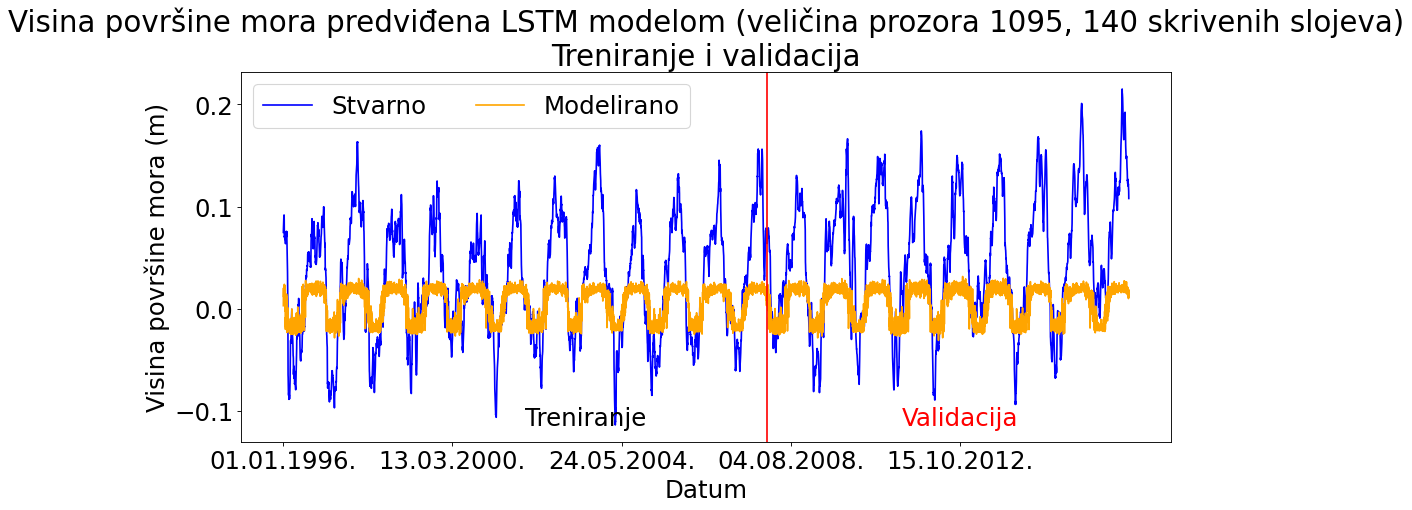 Visina površine mora predviđena LSTM modelom (veličina prozora 1095, 140 skrivenih slojeva)
Treniranje i validacija
Stvarno
Modelirano
Visina površine mora (m)
0.2
0.1
0.0
−0.1
Treniranje
Validacija
01.01.1996.
13.03.2000.
24.05.2004.
04.08.2008.
15.10.2012.
Datum